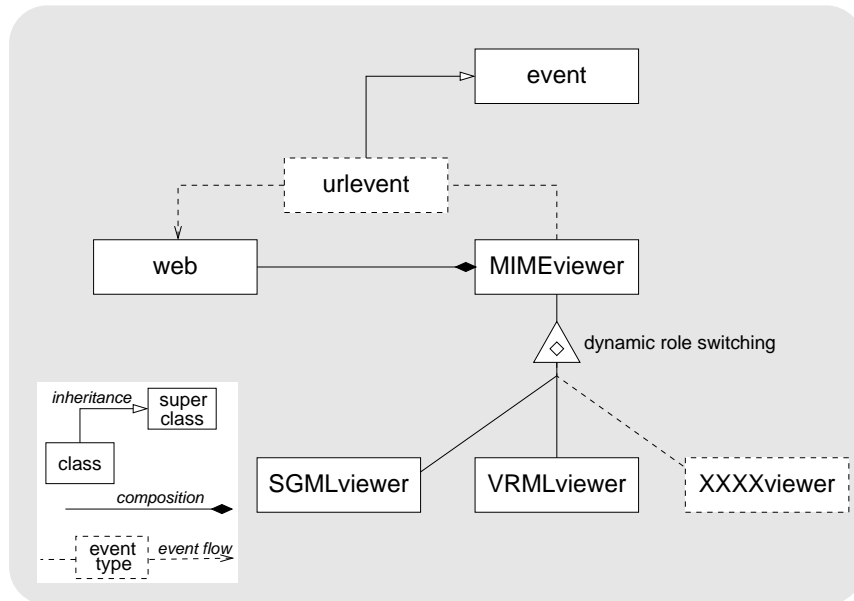 event
urlevent
web
MIMEviewer
dynamic role switching
inheritance
super
class
class
SGMLviewer
VRMLviewer
XXXXviewer
composition
event
type
event flow